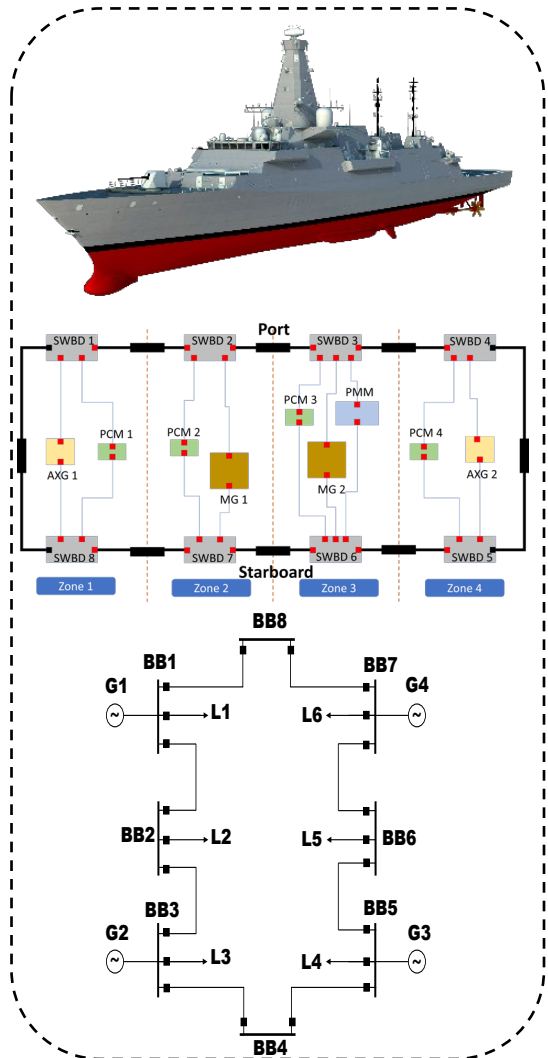 Port
SWBD 1
SWBD 2
SWBD 3
SWBD 4
PCM 1
AXG 1
PCM 2
MG 1
PCM 3
PMM
MG 2
PCM 4
AXG 2
SWBD 8
SWBD 7
SWBD 6
SWBD 5
Starboard
Zone 1
Zone 2
Zone 3
Zone 4
BB8
BB1
BB7
G1
G4
~
~
L1
L6
BB2
L2
L5
BB6
BB3
BB5
G2
G3
~
~
L3
L4
BB4